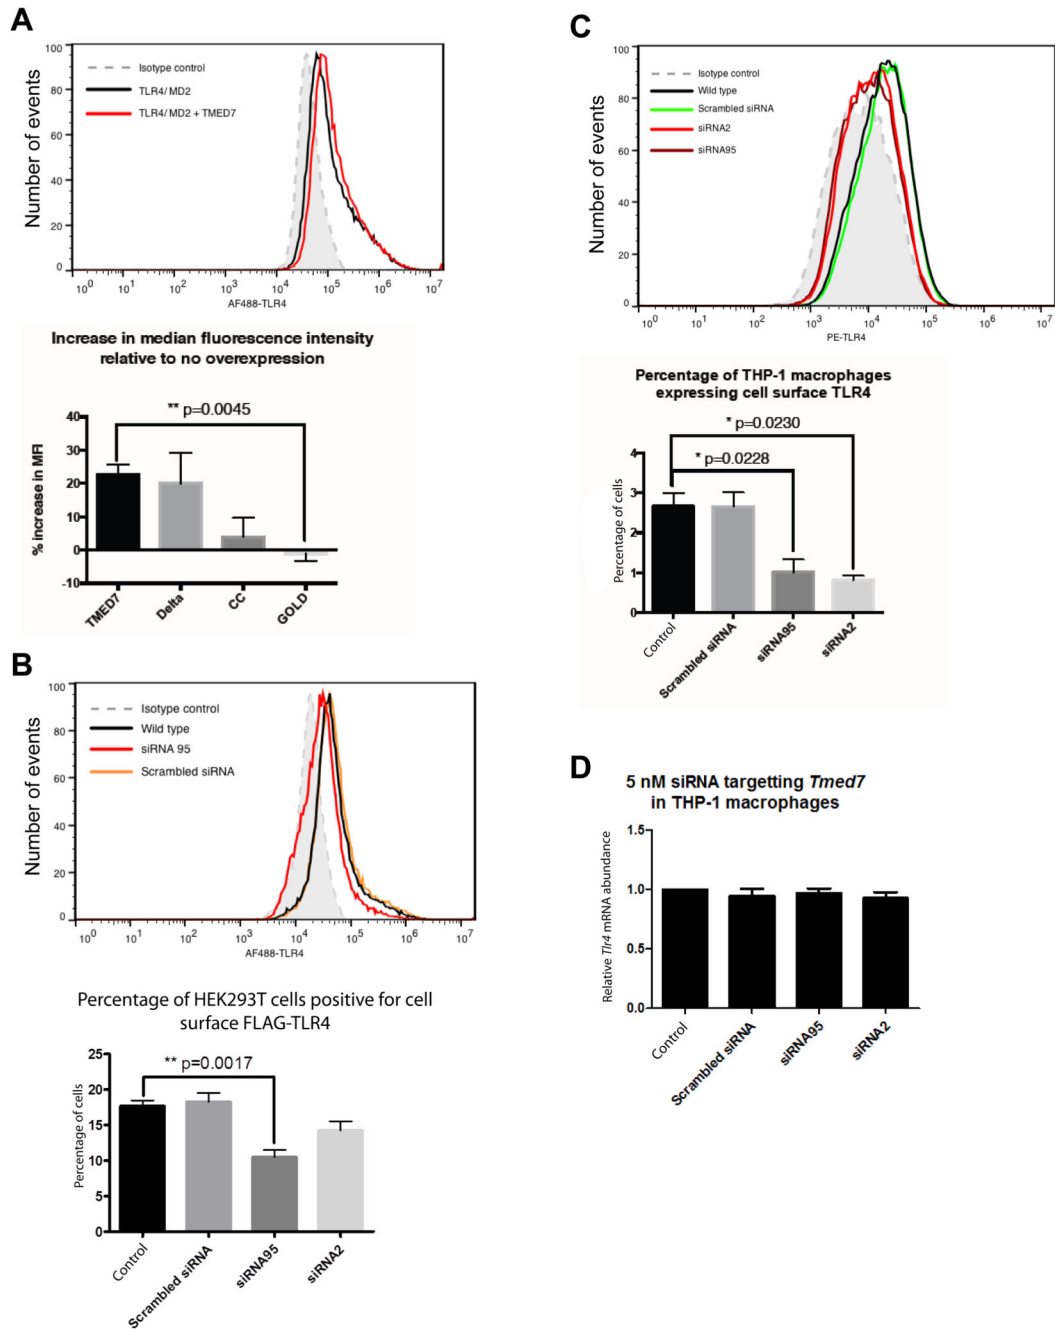 A
Number of events
100
80
60
40
20
0
Isotype control
TLR4/ MD2
TLR4/ MD2 + TMED7
10^0 10^1 10^2 10^3 10^4 10^5 10^6 10^7
AF488-TLR4
Increase in median fluorescence intensity
relative to no overexpression
% increase in MFI
40
30
20
10
0
-10
** p=0.0045
TMED7
Delta
CC
GOLD
B
Number of events
100
80
60
40
20
0
Isotype control
Wild type
siRNA 95
Scrambled siRNA
10^0 10^1 10^2 10^3 10^4 10^5 10^6 10^7
AF488-TLR4
Percentage of HEK293T cells positive for cell
surface FLAG-TLR4
Percentage of cells
25
20
15
10
5
0
** p=0.0017
Control
Scrambled siRNA
siRNA95
siRNA2
C
Number of events
100
80
60
40
20
0
Isotype control
Wild type
Scrambled siRNA
siRNA2
siRNA95
10^0 10^1 10^2 10^3 10^4 10^5 10^6 10^7
PE-TLR4
Percentage of THP-1 macrophages
expressing cell surface TLR4
Percentage of cells
4
3
2
1
0
* p=0.0230
* p=0.0228
Control
Scrambled siRNA
siRNA95
siRNA2
D
5 nM siRNA targetting Tmed7
in THP-1 macrophages
Relative Tlr4 mRNA abundance
1.5
1.0
0.5
0.0
Control
Scrambled siRNA
siRNA95
siRNA2